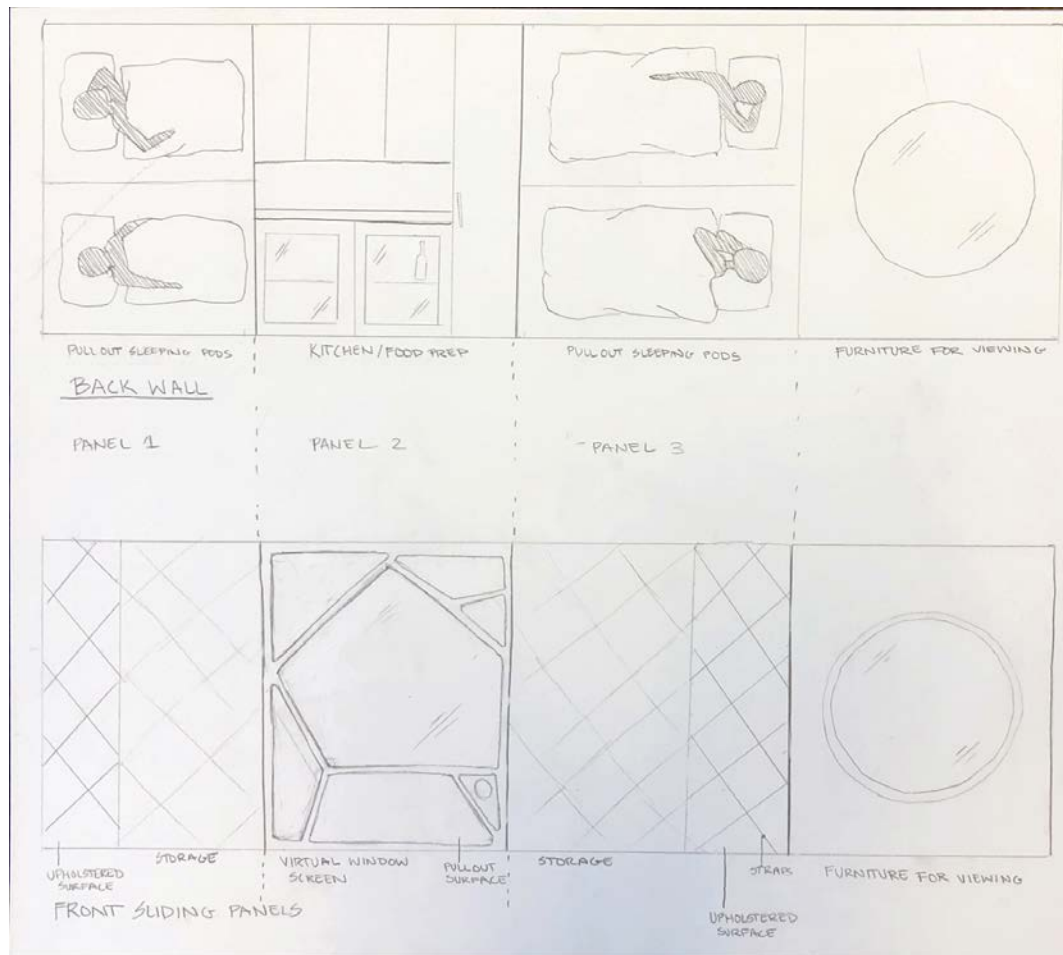 PULL OUT SLEEPING PODS
KITCHEN/FOOD PREP
PULL OUT SLEEPING PODS
FURNITURE FOR VIEWING
BACK WALL
PANEL 1
PANEL 2
PANEL 3
UPHOLSTERED
SURFACE
STORAGE
VIRTUAL WINDOW
SCREEN
PULLOUT
SURFACE
STORAGE
UPHOLSTERED
SURFACE
STRAPS
FURNITURE FOR VIEWING
FRONT SLIDING PANELS